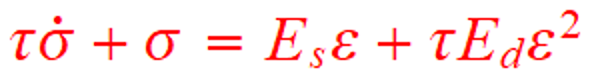 τσ̇ + σ = E_sε + τE_dε²